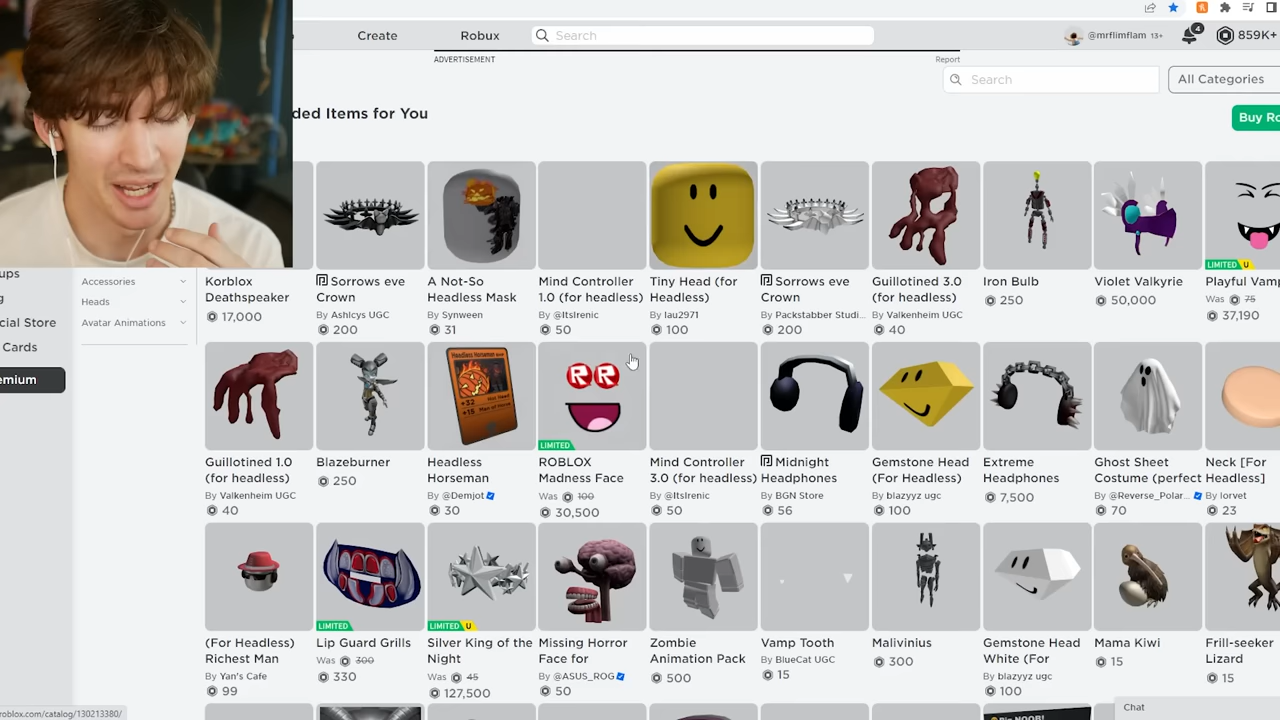 Create
Robux
Search
@mrflimflam 13+
4
859K+
ADVERTISEMENT
Report
Search
All Categories
ded Items for You
Buy Ro
ups
cial Store
Cards
emium
Accessories
Heads
Avatar Animations
Korblox
Deathspeaker
17,000
Sorrows eve
Crown
By Ashlcys UGC
200
A Not-So
Headless Mask
By Synween
31
Mind Controller
1.0 (for headless)
By @ItsIrenic
50
Tiny Head (for
Headless)
By lau2971
100
Sorrows eve
Crown
By Packstabber Studi...
200
Guillotined 3.0
(for headless)
By Valkenheim UGC
40
Iron Bulb
250
Violet Valkyrie
50,000
LIMITED U
Playful Vamp
Was 75
37,190
Guillotined 1.0
(for headless)
By Valkenheim UGC
40
Blazeburner
250
Headless
Horseman
By @Demjot
30
RR
LIMITED
ROBLOX
Madness Face
Was 100
30,500
Mind Controller
3.0 (for headless)
By @ItsIrenic
50
Midnight
Headphones
By BGN Store
56
Gemstone Head
(For Headless)
By blazyzz ugc
100
Extreme
Headphones
7,500
Ghost Sheet
Costume (perfect
By @Reverse_Polar...
70
Neck [For
Headless]
By lorvet
23
(For Headless)
Richest Man
By Yan's Cafe
99
LIMITED
Lip Guard Grills
Was 300
330
LIMITED U
Silver King of the
Night
Was 45
127,500
Missing Horror
Face for
By @ASUS_ROG
50
Zombie
Animation Pack
500
Vamp Tooth
By BlueCat UGC
15
Malivinius
300
Gemstone Head
White (For
By blazyzz ugc
100
Mama Kiwi
15
Frill-seeker
Lizard
15
Chat
roblox.com/catalog/130213380/